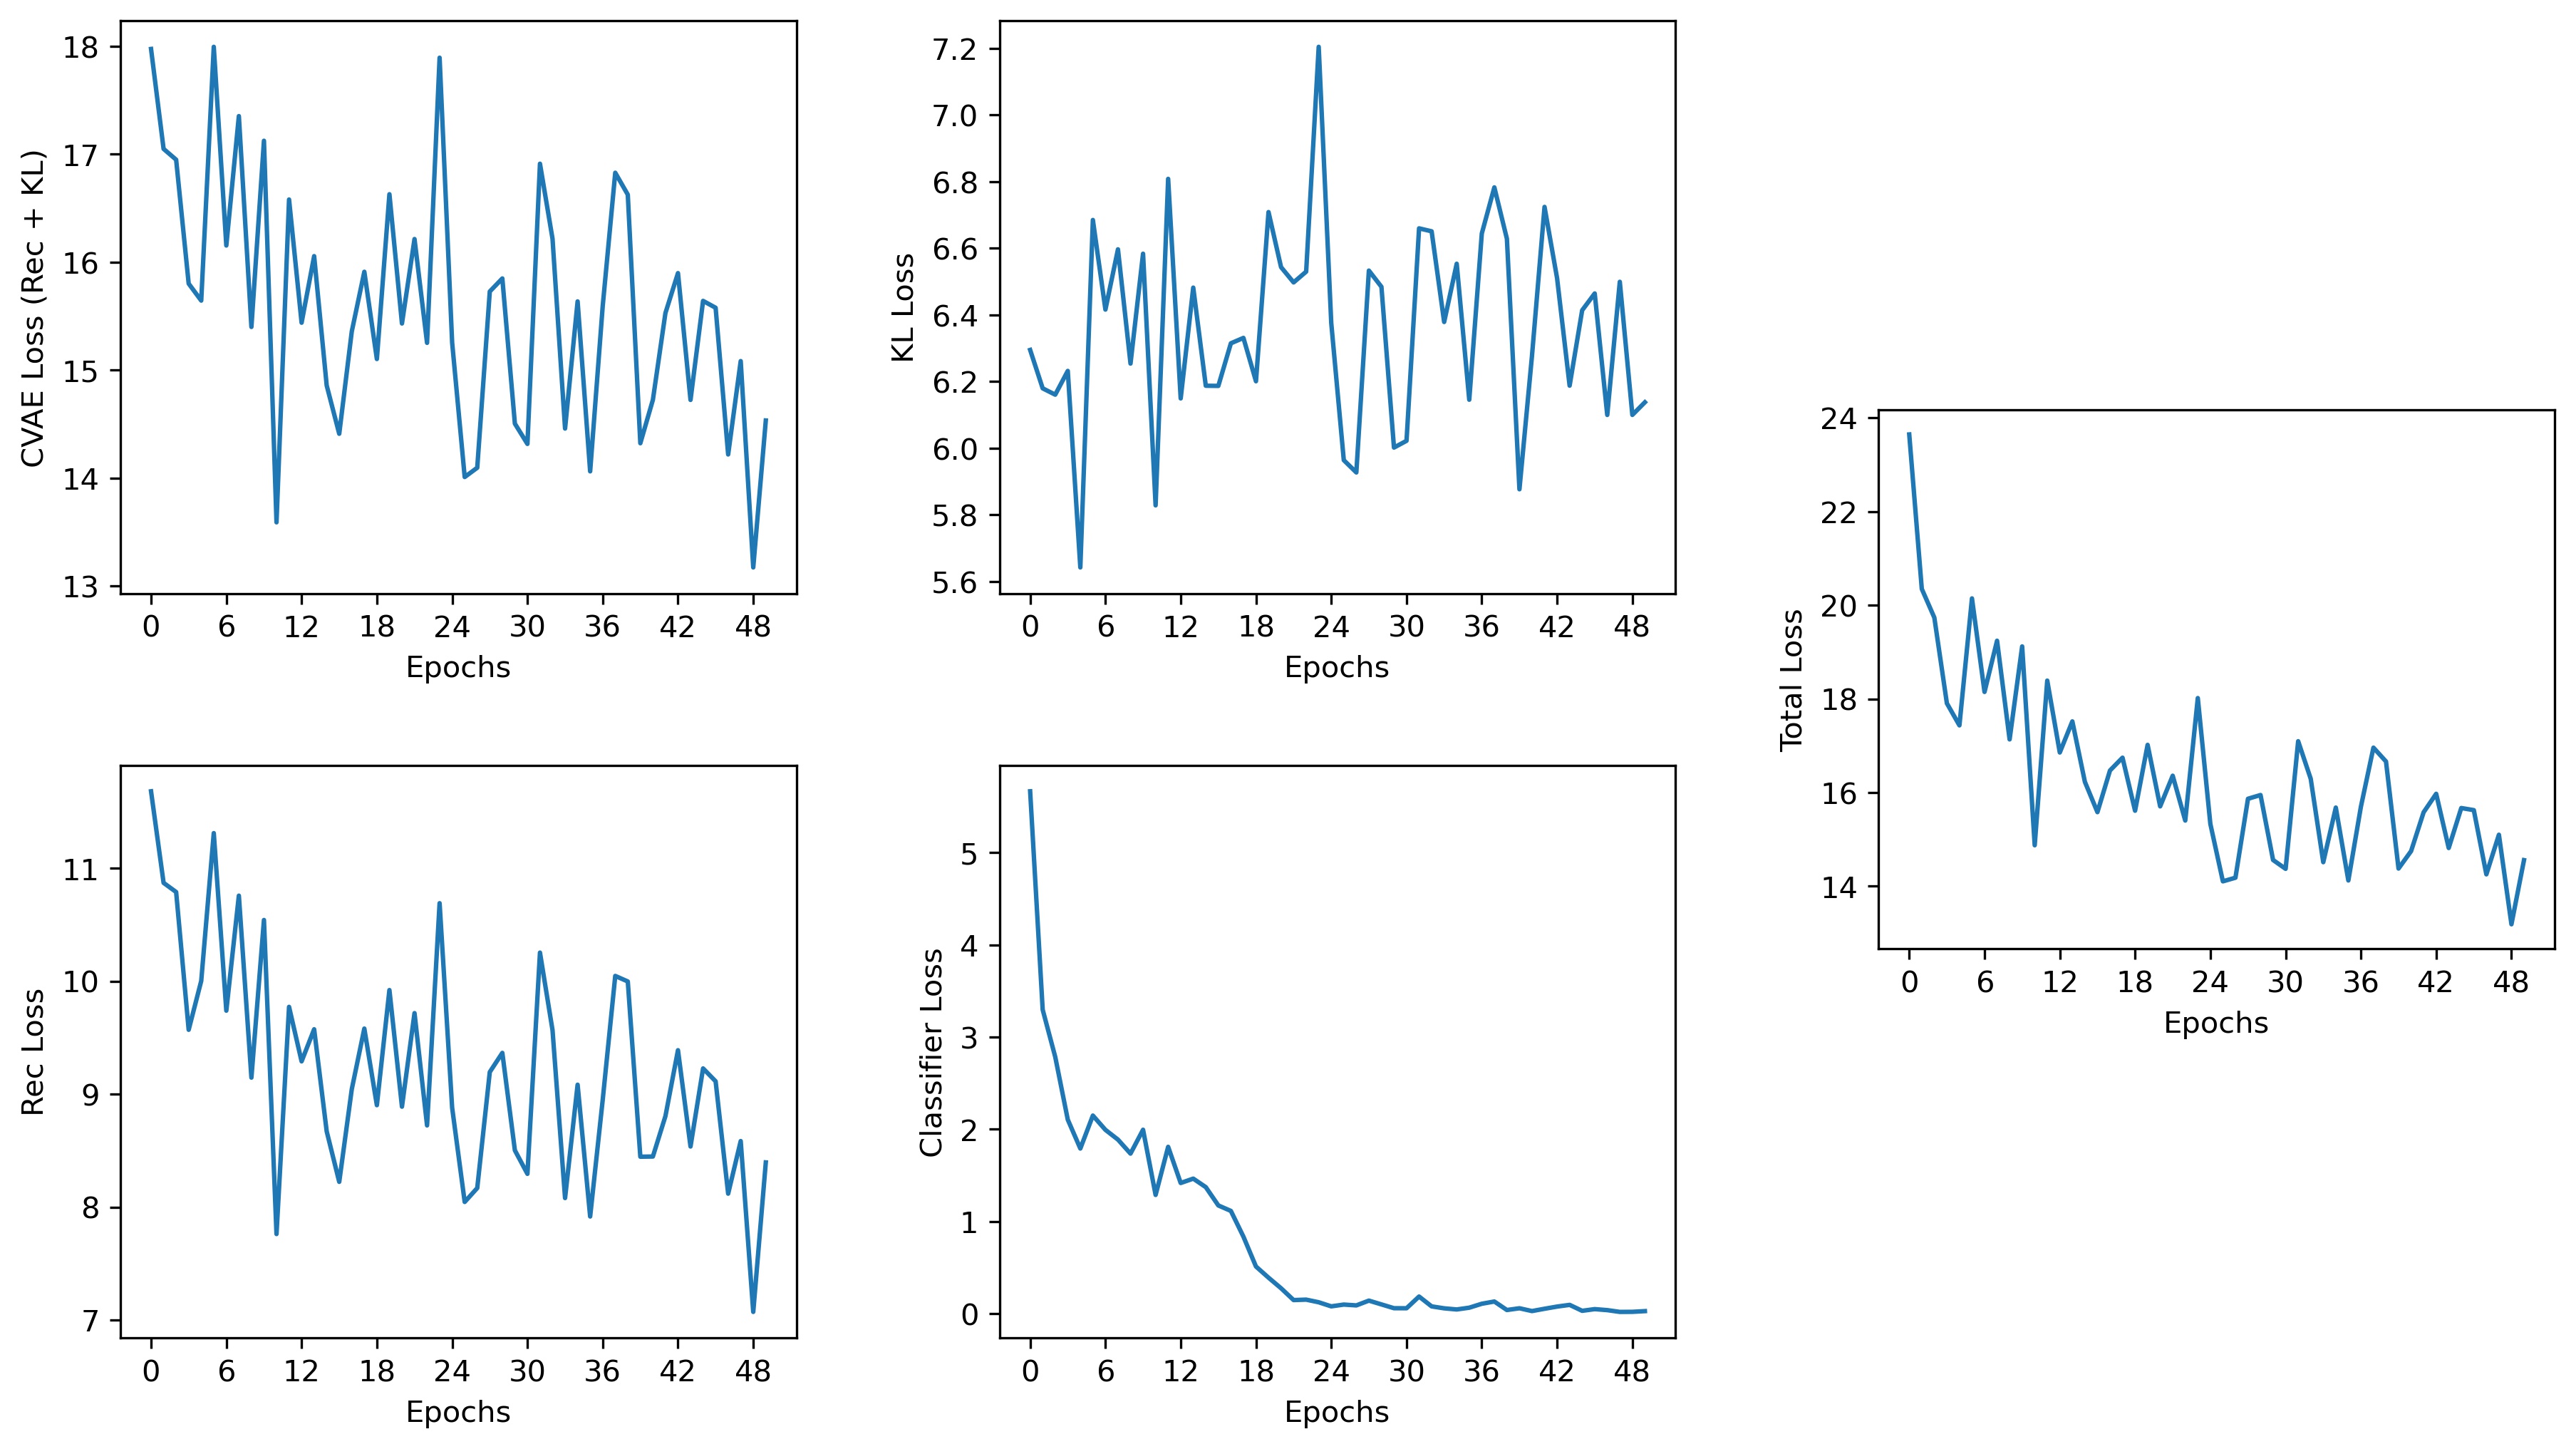 CVAE Loss (Rec + KL)
18
17
16
15
14
13
0 6 12 18 24 30 36 42 48
Epochs
KL Loss
7.2
7.0
6.8
6.6
6.4
6.2
6.0
5.8
5.6
0 6 12 18 24 30 36 42 48
Epochs
Rec Loss
11
10
9
8
7
0 6 12 18 24 30 36 42 48
Epochs
Classifier Loss
5
4
3
2
1
0
0 6 12 18 24 30 36 42 48
Epochs
Total Loss
24
22
20
18
16
14
0 6 12 18 24 30 36 42 48
Epochs